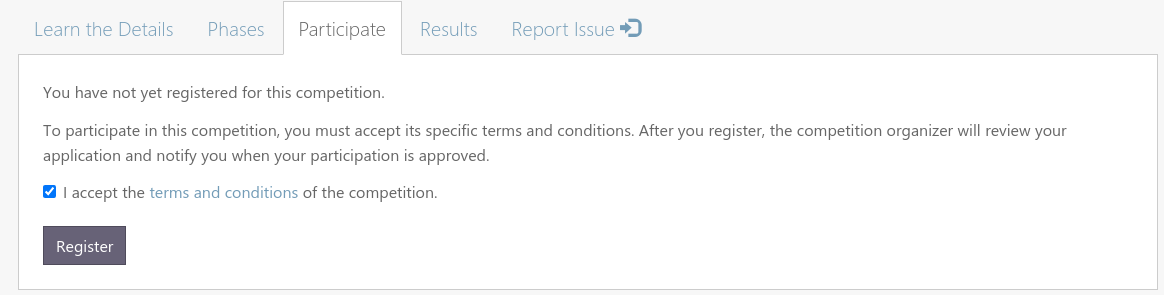 Learn the Details Phases Participate Results Report Issue
You have not yet registered for this competition.
To participate in this competition, you must accept its specific terms and conditions. After you register, the competition organizer will review your
application and notify you when your participation is approved.
I accept the terms and conditions of the competition.
Register